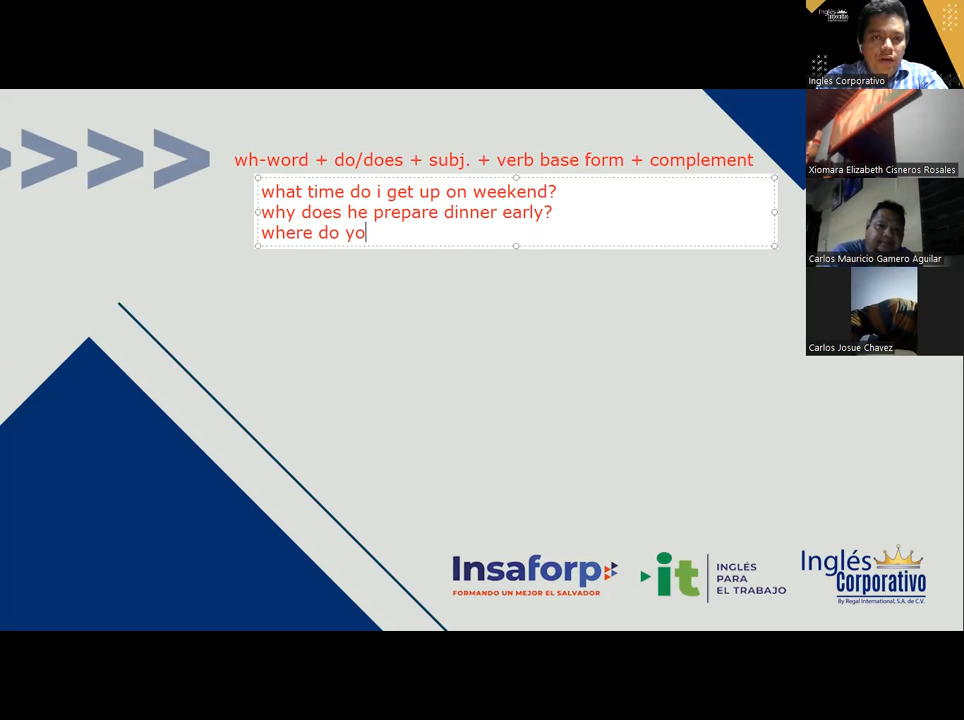 Inglés
Corporativo
Inglés Corporativo
Xiomara Elizabeth Cisneros Rosales
Carlos Mauricio Gamero Aguilar
Carlos Josue Chavez
wh-word + do/does + subj. + verb base form + complement
what time do i get up on weekend?
why does he prepare dinner early?
where do yo
Insaforp
FORMANDO UN MEJOR EL SALVADOR
it
INGLÉS
PARA
EL TRABAJO
Inglés
Corporativo
By Regal International, S.A. de C.V.